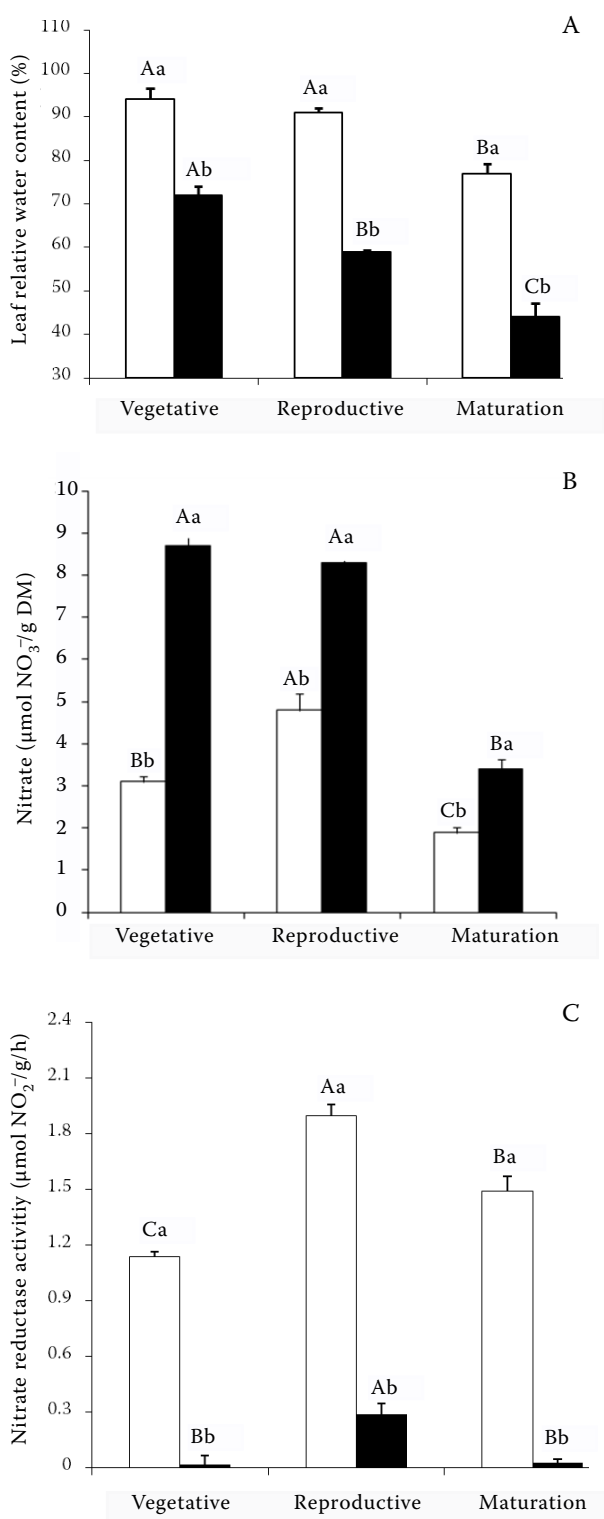 A
Leaf relative water content (%)
110
100
90
80
70
60
50
40
30
Aa
Ab
Aa
Bb
Ba
Cb
Vegetative Reproductive Maturation
B
Nitrate (µmol NO₃⁻/g DM)
10
9
8
7
6
5
4
3
2
1
0
Bb
Aa
Ab
Aa
Cb
Ba
Vegetative Reproductive Maturation
C
Nitrate reductase activitiy (µmol NO₂⁻/g/h)
2.4
2.1
1.8
1.5
1.2
0.9
0.6
0.3
0
Ca
Bb
Aa
Ab
Ba
Bb
Vegetative Reproductive Maturation